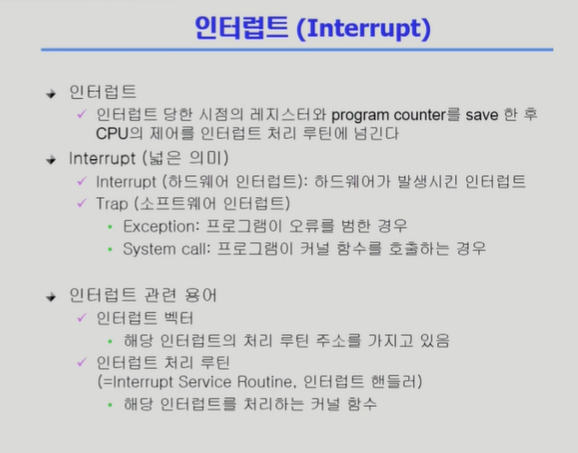 인터럽트 (Interrupt)
인터럽트
인터럽트 당한 시점의 레지스터와 program counter를 save 한 후
CPU의 제어를 인터럽트 처리 루틴에 넘긴다
Interrupt (넓은 의미)
Interrupt (하드웨어 인터럽트): 하드웨어가 발생시킨 인터럽트
Trap (소프트웨어 인터럽트)
Exception: 프로그램이 오류를 범한 경우
System call: 프로그램이 커널 함수를 호출하는 경우
인터럽트 관련 용어
인터럽트 벡터
해당 인터럽트의 처리 루틴 주소를 가지고 있음
인터럽트 처리 루틴
(=Interrupt Service Routine, 인터럽트 핸들러)
해당 인터럽트를 처리하는 커널 함수